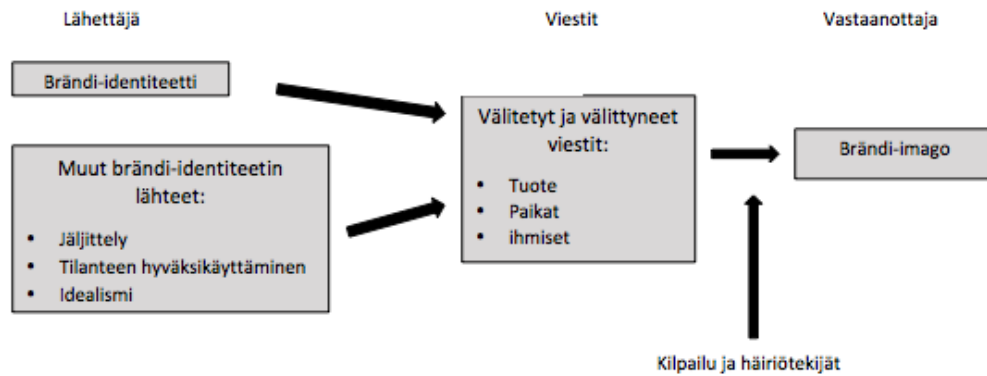 Lähettäjä
Viestit
Vastaanottaja
Brändi-identiteetti
Muut brändi-identiteetin
lähteet:
• Jäljittely
• Tilanteen hyväksikäyttäminen
• Idealismi
Välitetyt ja välittyneet
viestit:
• Tuote
• Paikat
• ihmiset
Brändi-imago
Kilpailu ja häiriötekijät